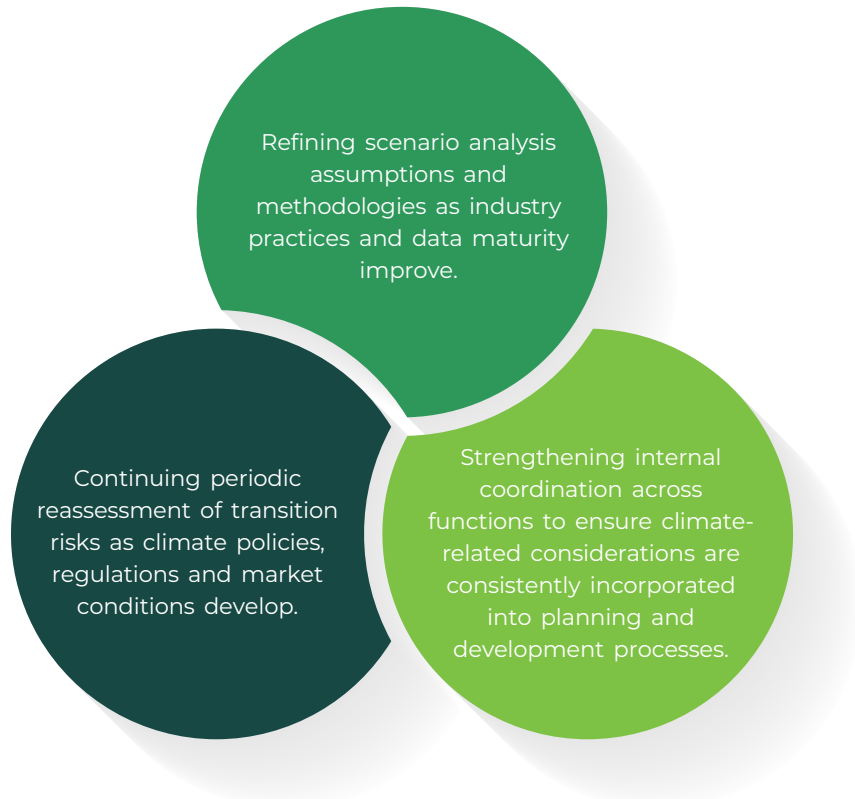 Refining scenario analysis
assumptions and
methodologies as industry
practices and data maturity
improve.
Continuing periodic
reassessment of transition
risks as climate policies,
regulations and market
conditions develop.
Strengthening internal
coordination across
functions to ensure climate-
related considerations are
consistently incorporated
into planning and
development processes.